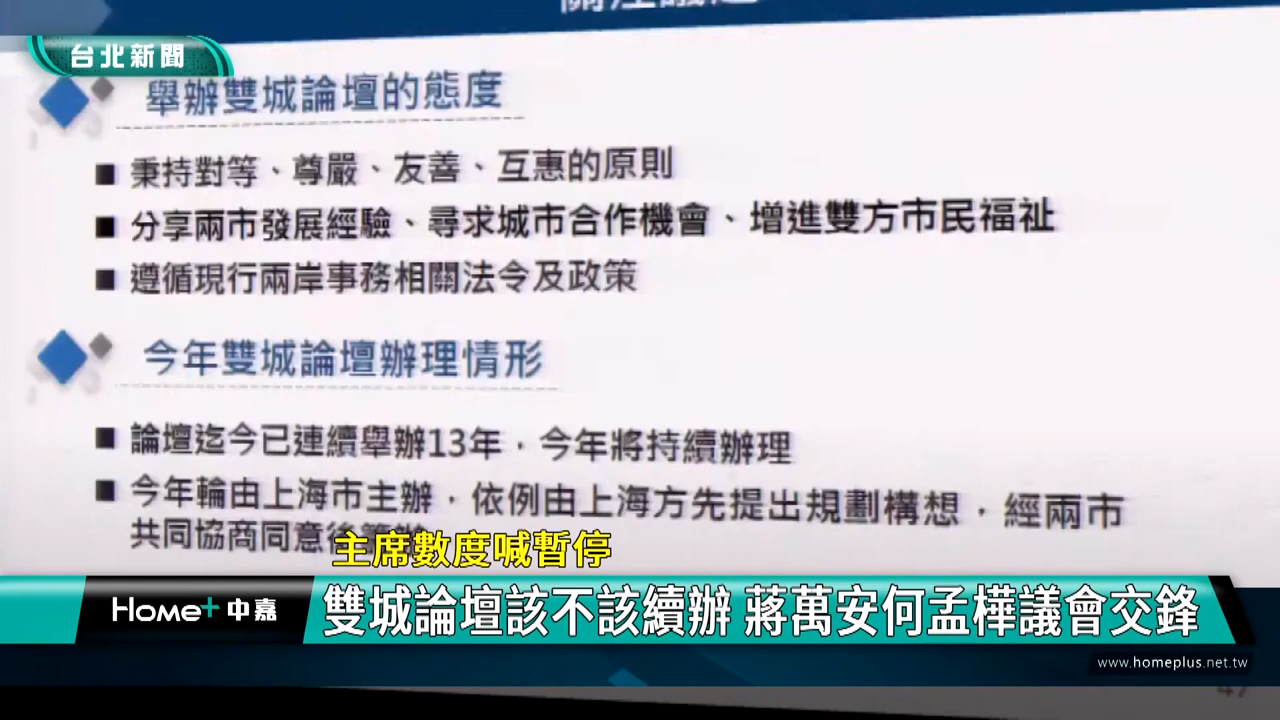 台北新聞
舉辦雙城論壇的態度
秉持對等、尊嚴、友善、互惠的原則
分享兩市發展經驗、尋求城市合作機會、增進雙方市民福祉
遵循現行兩岸事務相關法令及政策
今年雙城論壇辦理情形
論壇迄今已連續舉辦13年，今年將持續辦理
今年輪由上海市主辦，依例由上海方先提出規劃構想，經兩市
共同協商同意後
主席數度喊暫停
Home+中嘉
雙城論壇該不該續辦 蔣萬安何孟樺議會交鋒
www.homeplus.net.tw
47